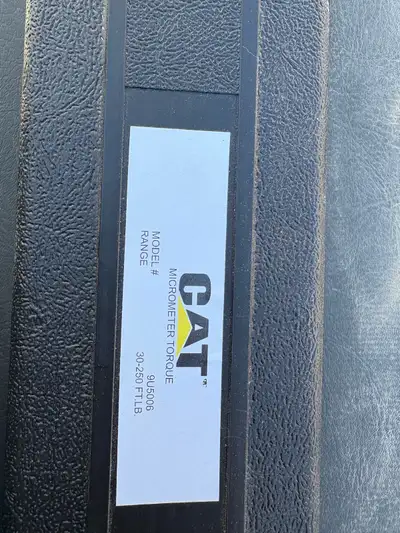 CAT
MICROMETER TORQUE
MODEL # 9U5006
RANGE 30-250 FT.LB.